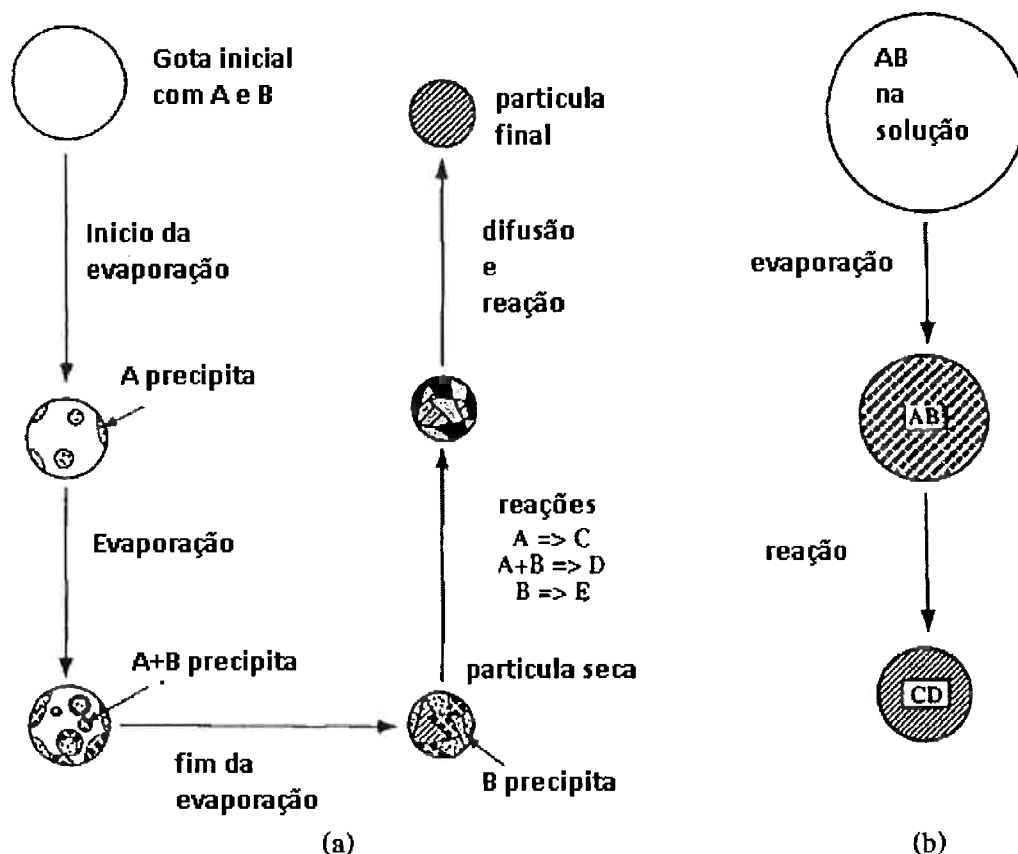 Gota inicial
com A e B
Inicio da
evaporação
A precipita
Evaporação
A+B precipita
fim da
evaporação
B precipita
particula seca
reações
A => C
A+B => D
B => E
difusão
e
reação
particula
final
(a)
AB
na
solução
evaporação
AB
reação
CD
(b)